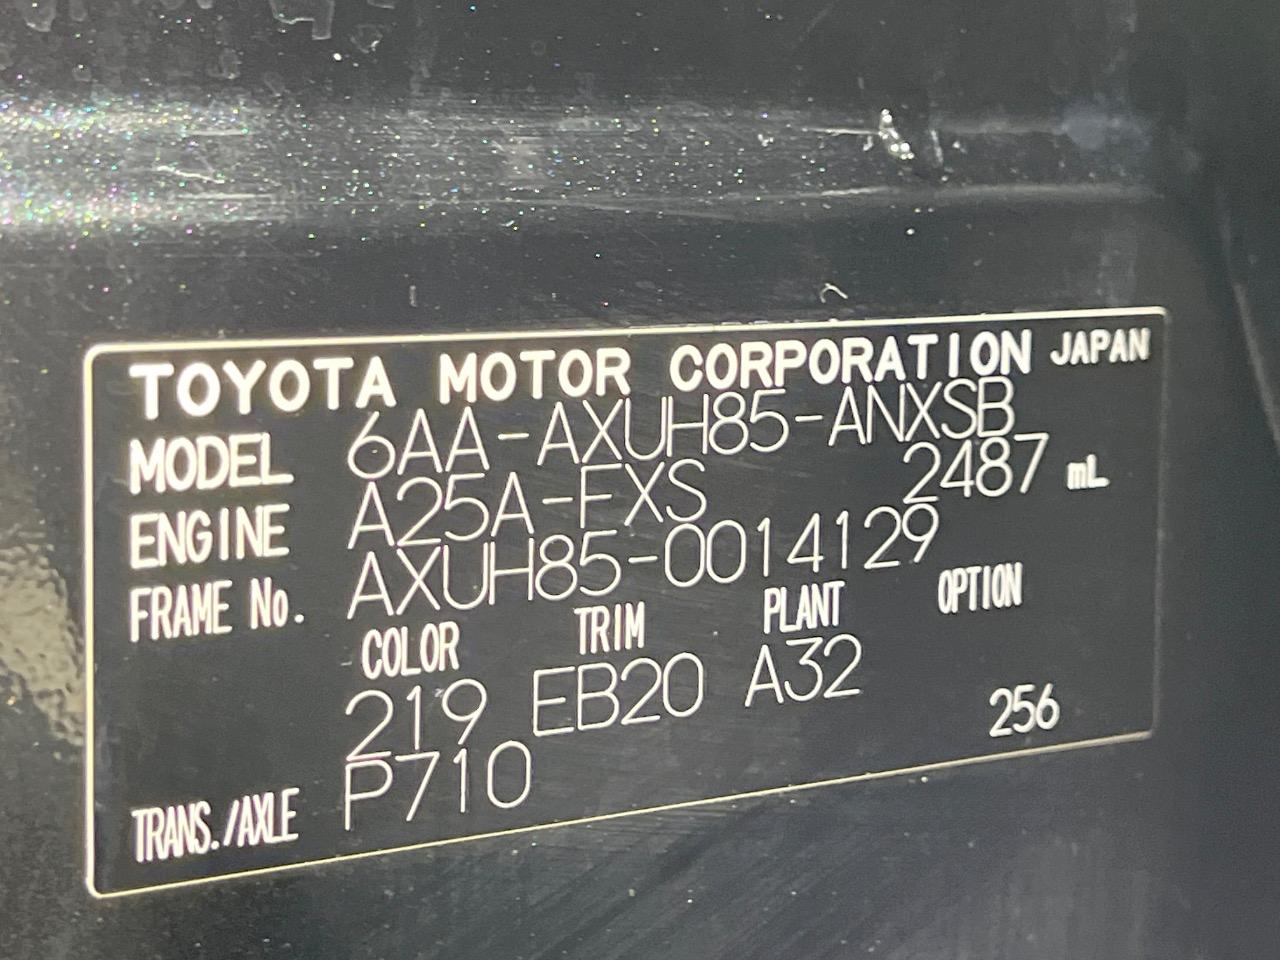 TOYOTA MOTOR CORPORATION JAPAN
MODEL 6AA-AXUH85-ANXSB
ENGINE A25A-FXS 2487 mL
FRAME No. AXUH85-0014129
COLOR TRIM PLANT OPTION
219 EB20 A32
TRANS./AXLE P710 256